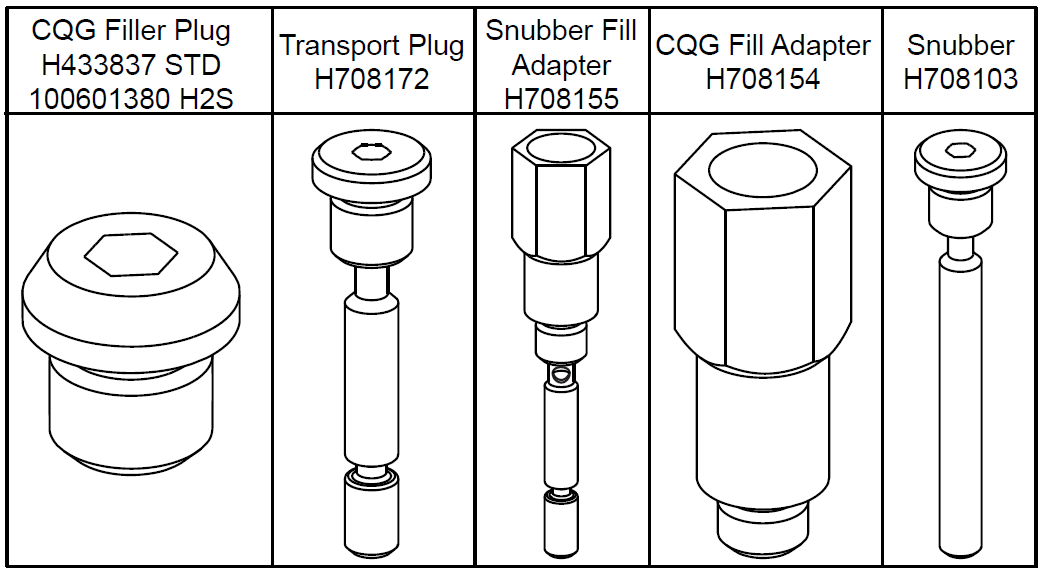 CQG Filler Plug
H433837 STD
100601380 H2S
Transport Plug
H708172
Snubber Fill
Adapter
H708155
CQG Fill Adapter
H708154
Snubber
H708103